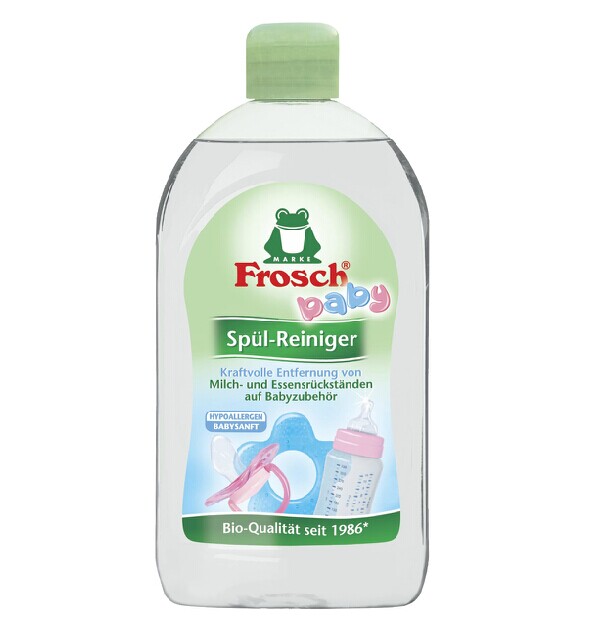 MARKE
Frosch®
baby
Spül-Reiniger
Kraftvolle Entfernung von
Milch- und Essensrückständen
auf Babyzubehör
HYPOALLERGEN
BABYSANFT
Bio-Qualität seit 1986*